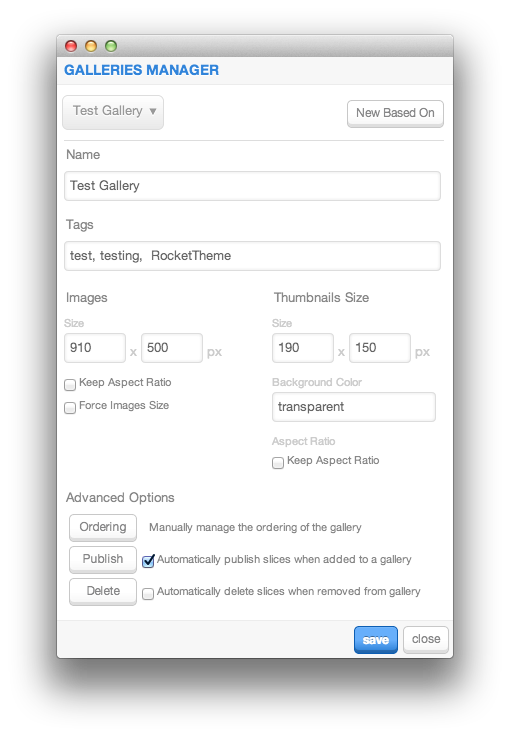 GALLERIES MANAGER
Test Gallery ▼
New Based On
Name
Test Gallery
Tags
test, testing,  RocketTheme
Images
Thumbnails Size
Size
Size
910 x 500 px
190 x 150 px
Keep Aspect Ratio
Background Color
Force Images Size
transparent
Aspect Ratio
Keep Aspect Ratio
Advanced Options
Ordering Manually manage the ordering of the gallery
Publish Automatically publish slices when added to a gallery
Delete Automatically delete slices when removed from gallery
save close